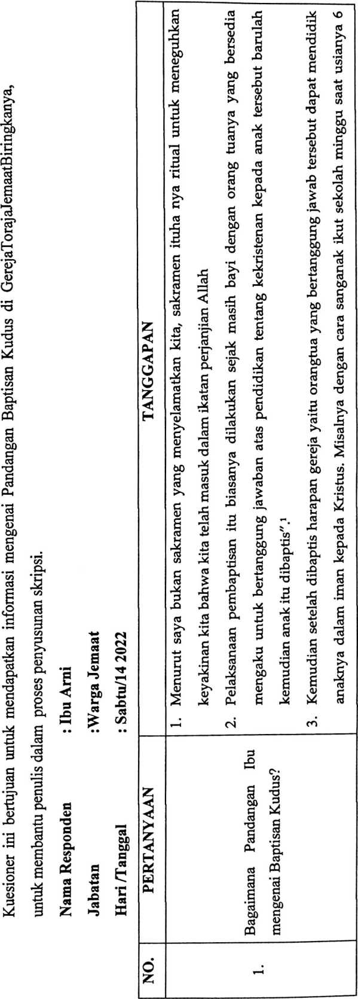 Kuesioner ini bertujuan untuk mendapatkan informasi mengenai Pandangan Baptisan Kudus di GerejaTorajaJemaatBiringkanya,
untuk membantu penulis dalam proses penyusunan skripsi.
Nama Responden : Ibu Arni
Jabatan :Warga Jemaat
Hari /Tanggal : Sabtu/14 2022
NO. PERTANYAAN TANGGAPAN
1. Bagaimana Pandangan Ibu
mengenai Baptisan Kudus?
1. Menurut saya bukan sakramen yang menyelamatkan kita, sakramen ituha nya ritual untuk meneguhkan
keyakinan kita bahwa kita telah masuk dalam ikatan perjanjian Allah
2. Pelaksanaan pembaptisan itu biasanya dilakukan sejak masih bayi dengan orang tuanya yang bersedia
mengaku untuk bertanggung jawaban atas pendidikan tentang kekristenan kepada anak tersebut barulah
kemudian anak itu dibaptis”.¹
3. Kemudian setelah dibaptis harapan gereja yaitu orangtua yang bertanggung jawab tersebut dapat mendidik
anaknya dalam iman kepada Kristus. Misalnya dengan cara sanganak ikut sekolah minggu saat usianya 6